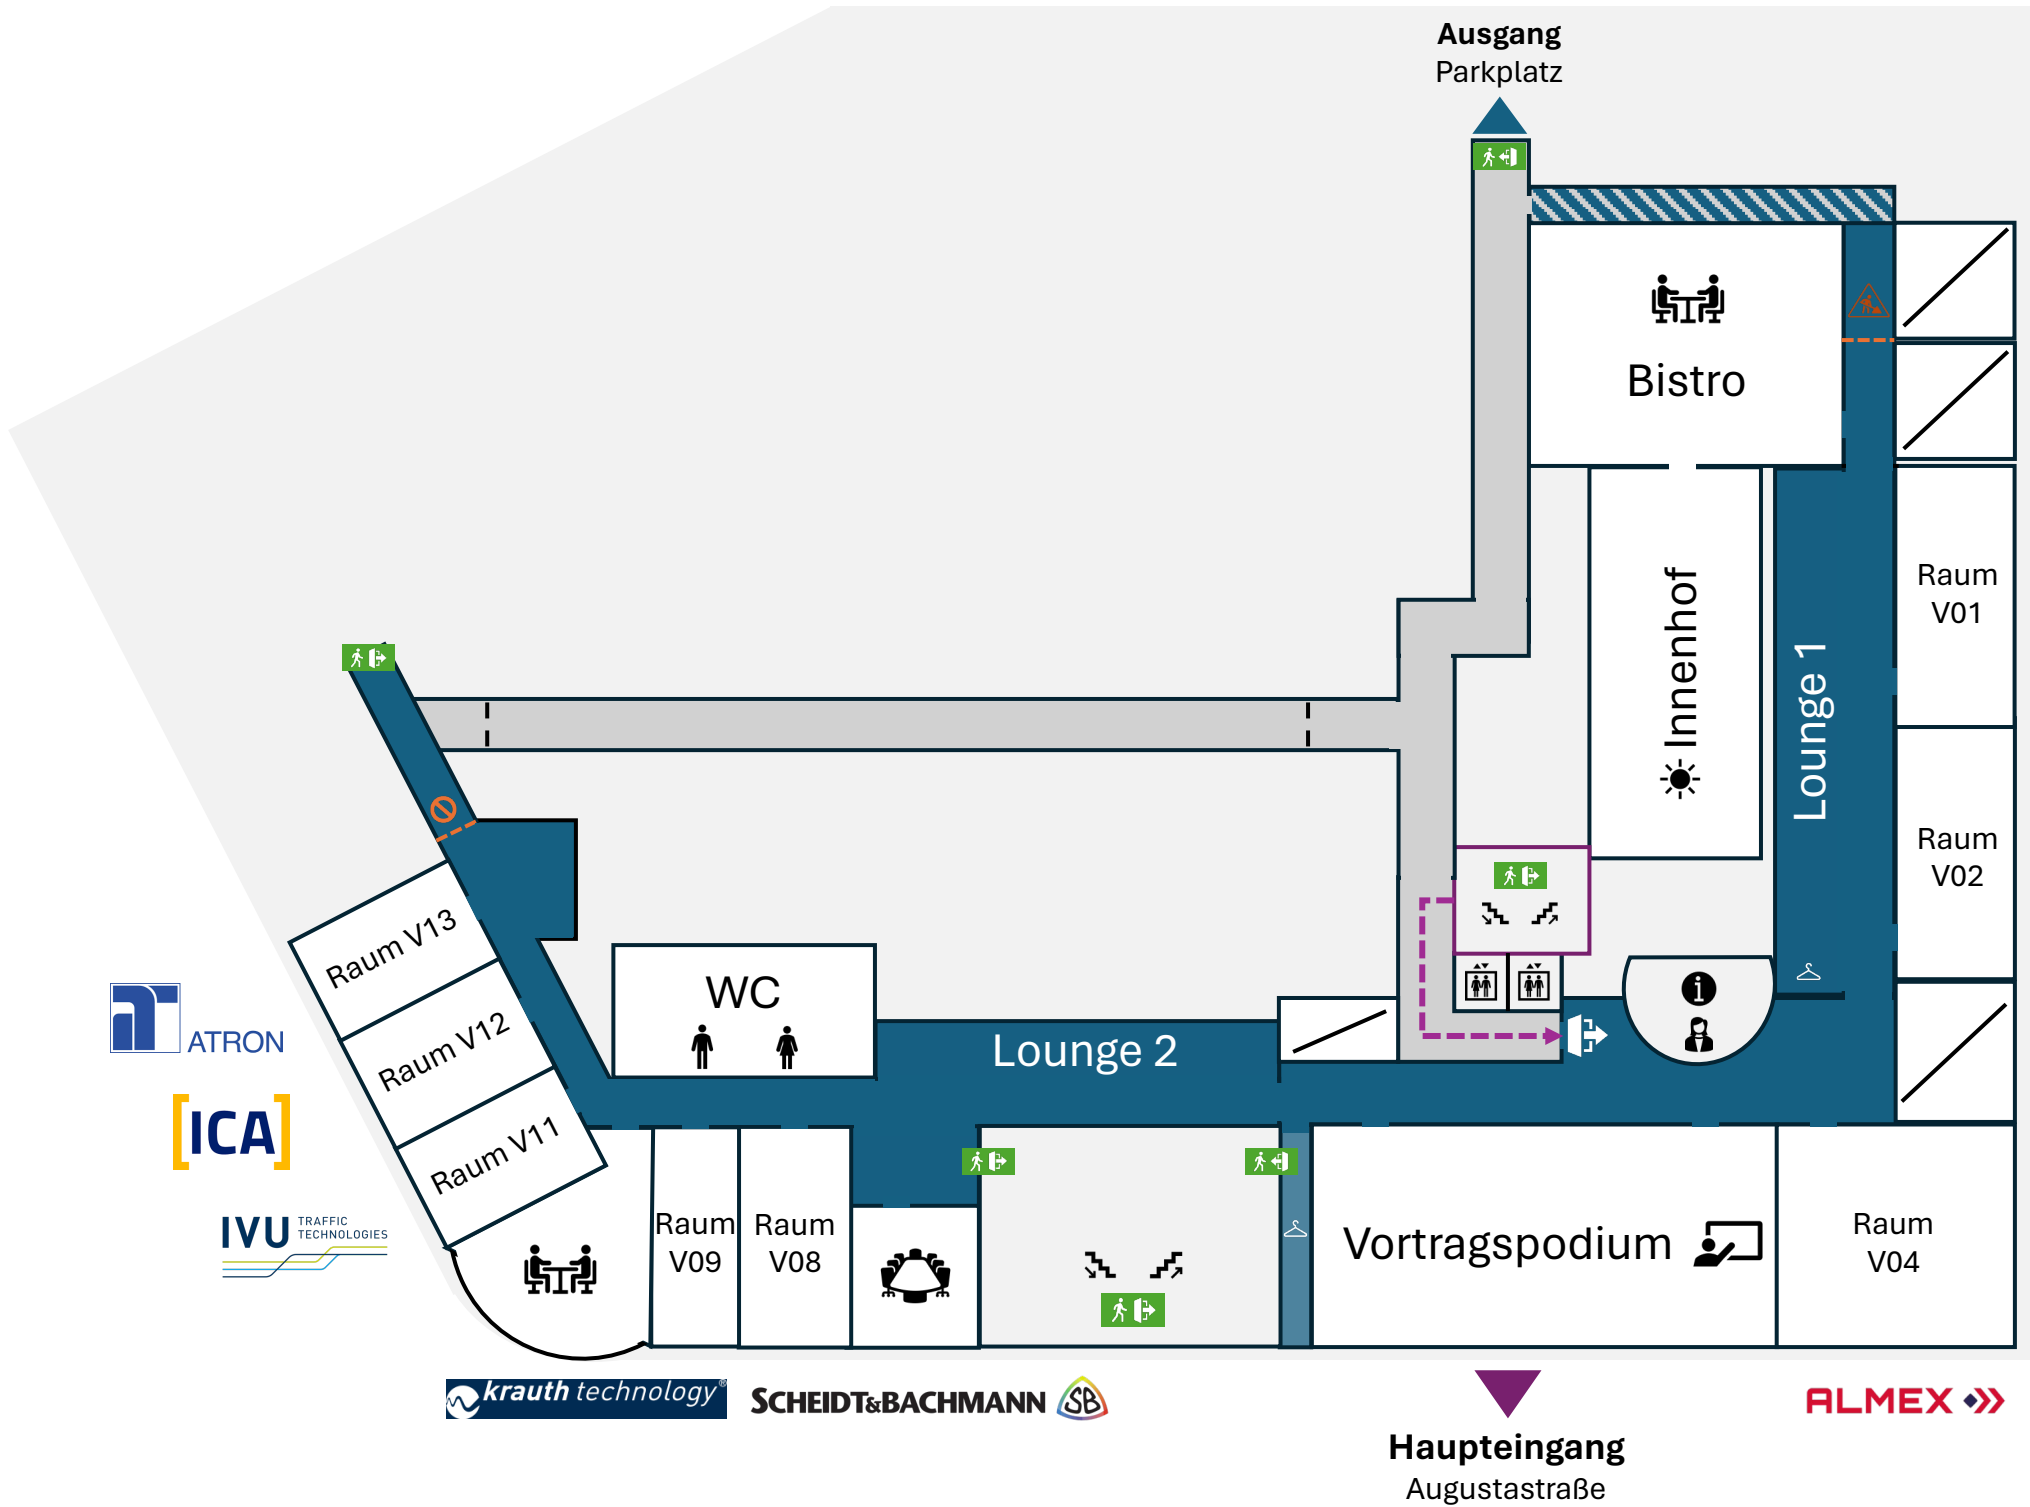 Ausgang
Parkplatz
Bistro
Raum
V01
Innenhof
Lounge 1
Raum
V02
Raum V13
WC
ATRON
Raum V12
Lounge 2
[ICA]
Raum V11
IVU TRAFFIC
TECHNOLOGIES
Raum
V09
Raum
V08
Vortragspodium
Raum
V04
krauth technology®
SCHEIDT&BACHMANN SB
ALMEX
Haupteingang
Augustastraße